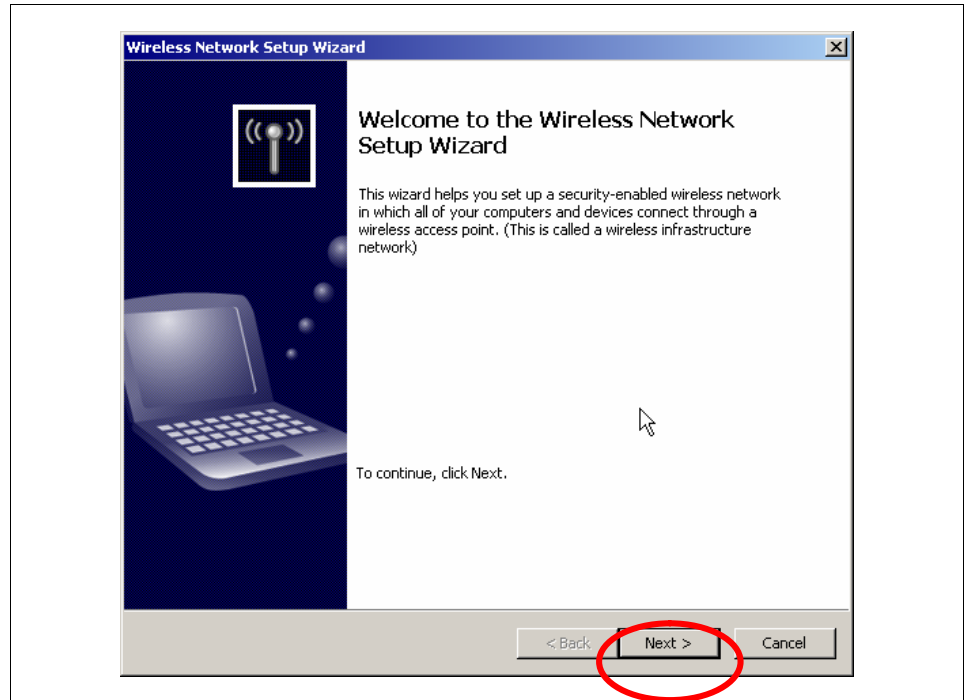 Wireless Network Setup Wizard
Welcome to the Wireless Network
Setup Wizard
This wizard helps you set up a security-enabled wireless network
in which all of your computers and devices connect through a
wireless access point. (This is called a wireless infrastructure
network)
To continue, click Next.
< Back Next > Cancel